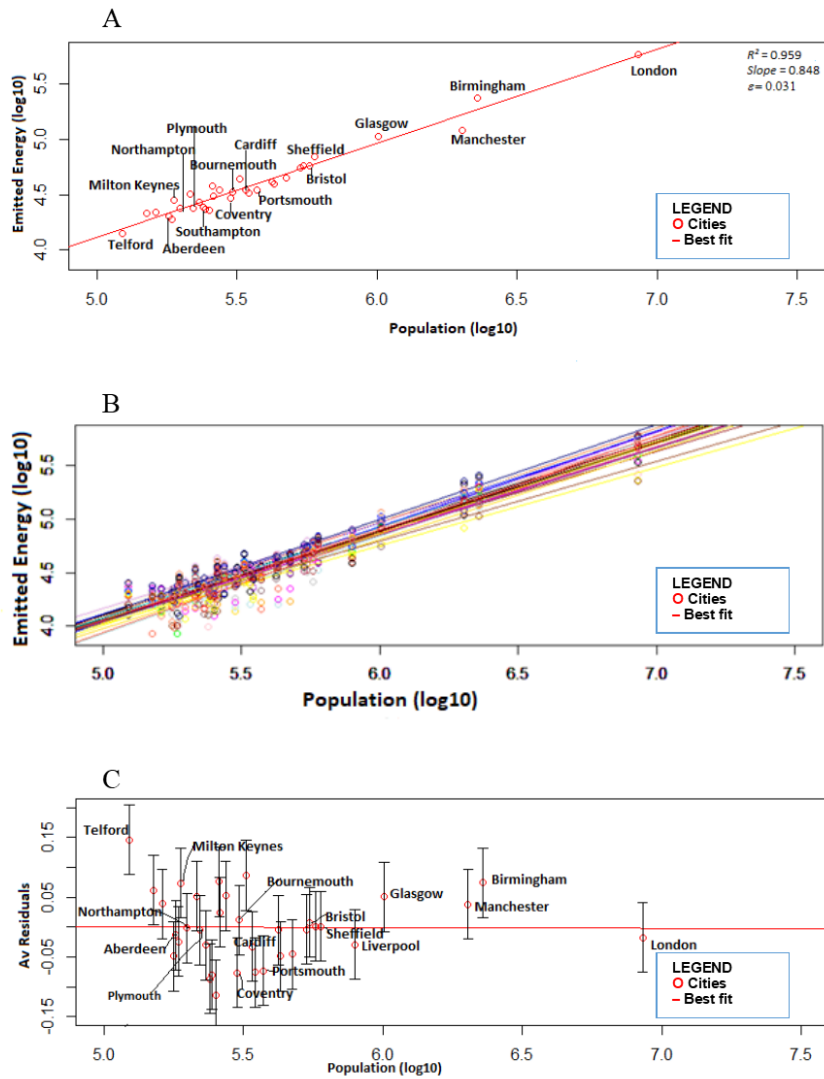 A
Emitted Energy (log10)
5.5
5.0
4.5
4.0
R² = 0.959
Slope = 0.848
ε= 0.031
London
Birmingham
Manchester
Glasgow
Plymouth
Cardiff
Sheffield
Northampton
Bournemouth
Bristol
Milton Keynes
Portsmouth
Coventry
Southampton
Telford
Aberdeen
LEGEND
Cities
Best fit
5.0 5.5 6.0 6.5 7.0 7.5
Population (log10)
B
Emitted Energy (log10)
5.5
5.0
4.5
4.0
LEGEND
Cities
Best fit
5.0 5.5 6.0 6.5 7.0 7.5
Population (log10)
C
Av Residuals
0.15
0.05
-0.05
-0.15
Telford
Milton Keynes
Bournemouth
Birmingham
Glasgow
Manchester
Northampton
Bristol
Aberdeen
Cardiff
Sheffield
Liverpool
London
Portsmouth
Plymouth
Coventry
LEGEND
Cities
Best fit
5.0 5.5 6.0 6.5 7.0 7.5
Population (log10)